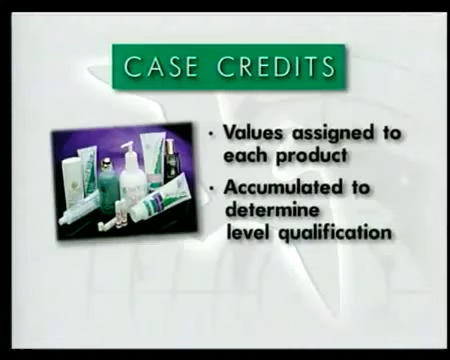 CASE CREDITS
· Values assigned to
each product
· Accumulated to
determine
level qualification